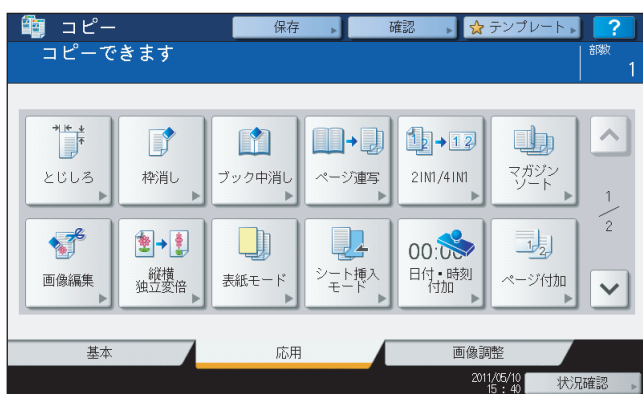 コピー
保存
確認
テンプレート
?
コピーできます
部数
1
とじしろ
枠消し
ブック中消し
ページ連写
2IN1/4IN1
マガジン
ソート
画像編集
縦横
独立変倍
表紙モード
シート挿入
モード
00:00
日付・時刻
付加
ページ付加
1
2
基本
応用
画像調整
2011/05/10
15 : 40
状況確認